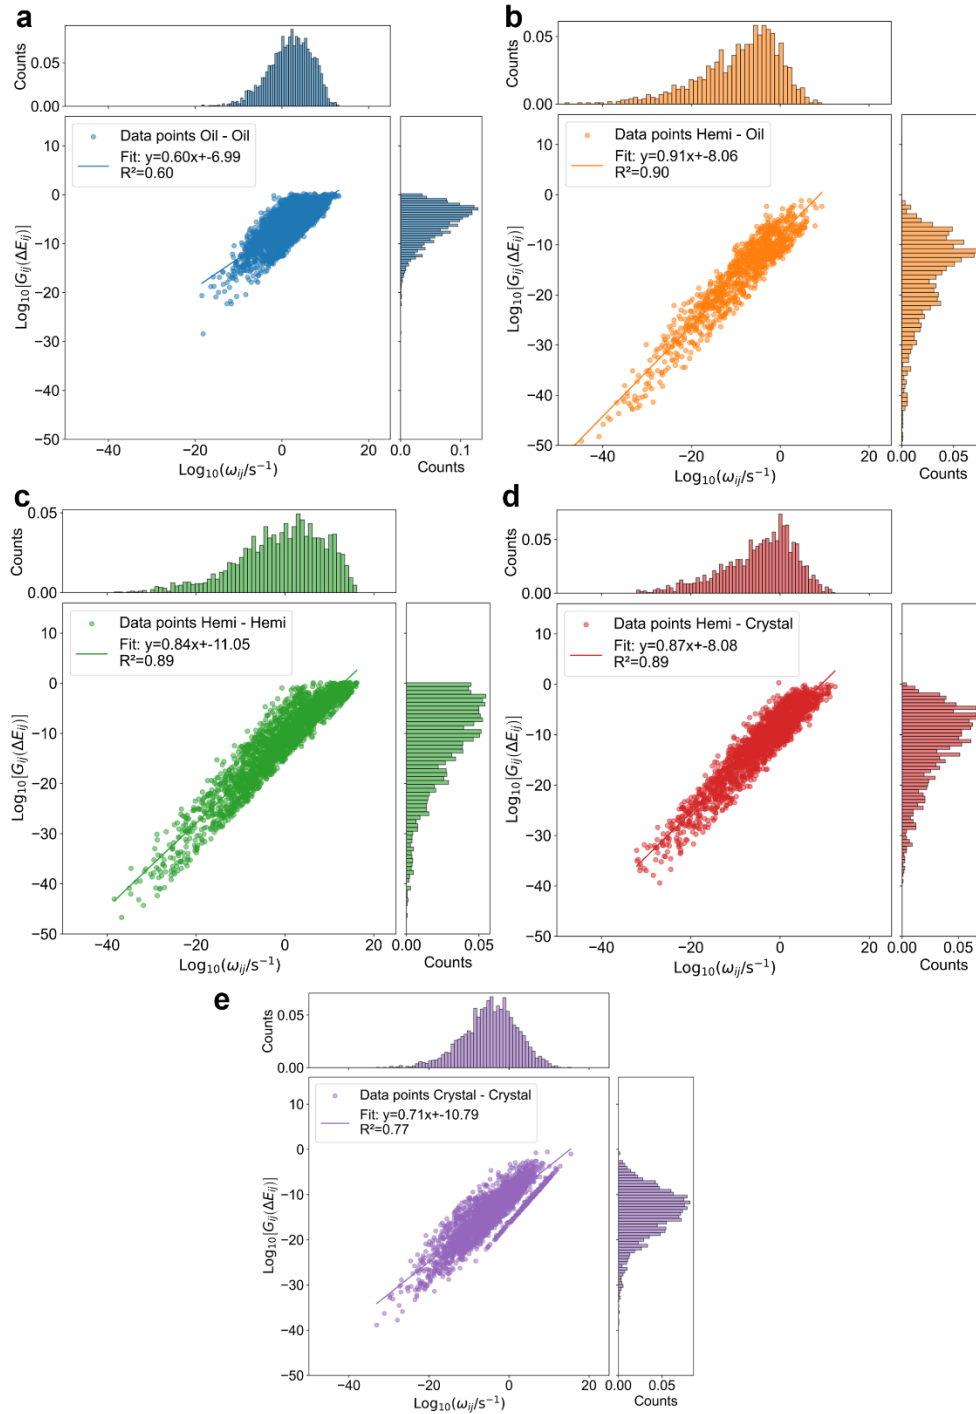 a
Counts
0.05
0.00
10
0
−10
−20
−30
−40
−50
Log10[Gij(ΔEij)]
Data points Oil - Oil
Fit: y=0.60x+-6.99
R²=0.60
−40
−20
0
20
Log10(ωij/s⁻¹)
0.0
0.1
Counts
b
Counts
0.05
0.00
10
0
−10
−20
−30
−40
−50
Log10[Gij(ΔEij)]
Data points Hemi - Oil
Fit: y=0.91x+-8.06
R²=0.90
−40
−20
0
20
Log10(ωij/s⁻¹)
0.00
0.05
Counts
c
Counts
0.05
0.00
10
0
−10
−20
−30
−40
−50
Log10[Gij(ΔEij)]
Data points Hemi - Hemi
Fit: y=0.84x+-11.05
R²=0.89
−40
−20
0
20
Log10(ωij/s⁻¹)
0.00
0.05
Counts
d
Counts
0.05
0.00
10
0
−10
−20
−30
−40
−50
Log10[Gij(ΔEij)]
Data points Hemi - Crystal
Fit: y=0.87x+-8.08
R²=0.89
−40
−20
0
20
Log10(ωij/s⁻¹)
0.00
0.05
Counts
e
Counts
0.05
0.00
10
0
−10
−20
−30
−40
−50
Log10[Gij(ΔEij)]
Data points Crystal - Crystal
Fit: y=0.71x+-10.79
R²=0.77
−40
−20
0
20
Log10(ωij/s⁻¹)
0.00
0.05
Counts